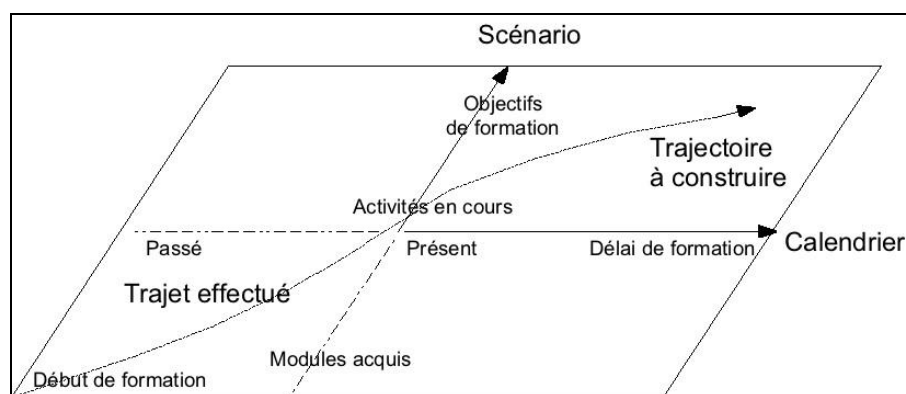 Scénario
Objectifs
de formation
Trajectoire
à construire
Activités en cours
Passé
Présent
Délai de formation
Calendrier
Trajet effectué
Modules acquis
Début de formation